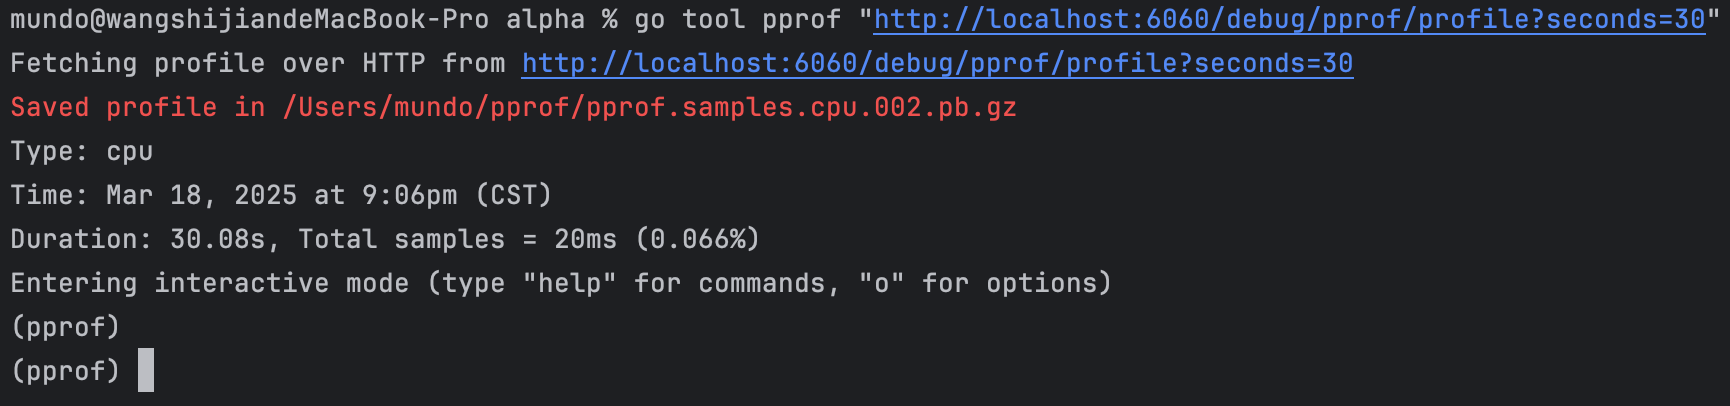 mundo@wangshijiandeMacBook-Pro alpha % go tool pprof "http://localhost:6060/debug/pprof/profile?seconds=30"
Fetching profile over HTTP from http://localhost:6060/debug/pprof/profile?seconds=30
Saved profile in /Users/mundo/pprof/pprof.samples.cpu.002.pb.gz
Type: cpu
Time: Mar 18, 2025 at 9:06pm (CST)
Duration: 30.08s, Total samples = 20ms (0.066%)
Entering interactive mode (type "help" for commands, "o" for options)
(pprof)
(pprof)